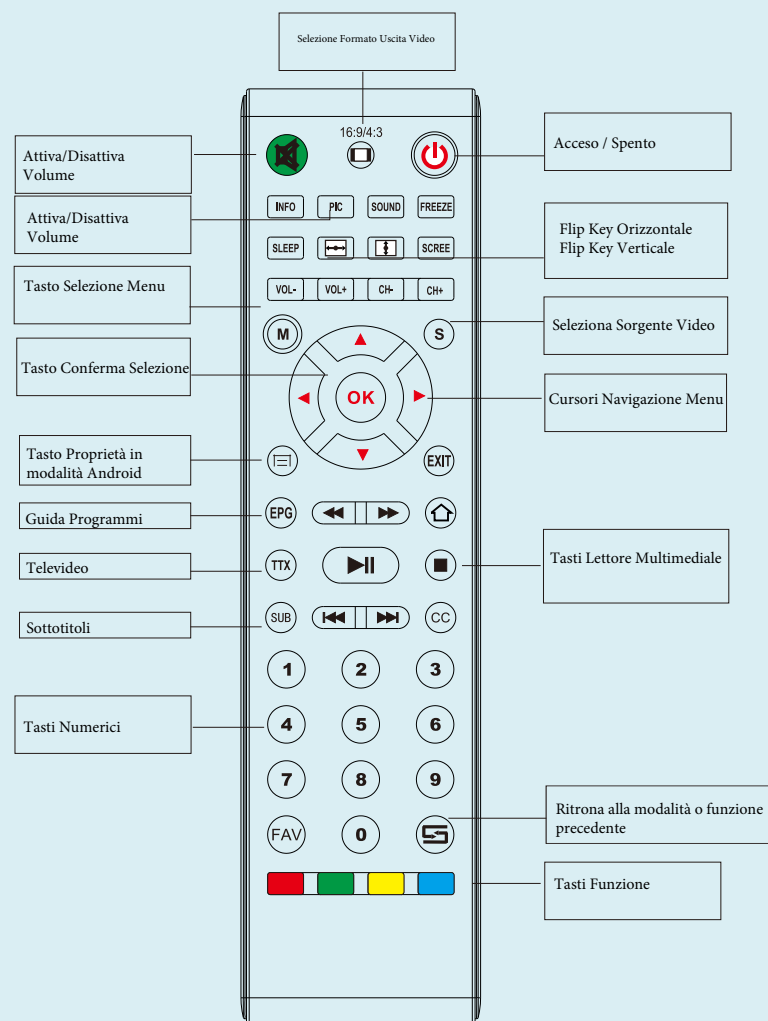 Selezione Formato Uscita Video
16:9/4:3
Attiva/Disattiva
Volume
Acceso / Spento
INFO PIC SOUND FREEZE
Attiva/Disattiva
Volume
Flip Key Orizzontale
Flip Key Verticale
SLEEP SCREE
Tasto Selezione Menu
VOL- VOL+ CH- CH+
M S
Seleziona Sorgente Video
Tasto Conferma Selezione
OK
Cursori Navigazione Menu
Tasto Proprietà in
modalità Android
EXIT
Guida Programmi
EPG
Televideo
TTX
Tasti Lettore Multimediale
Sottotitoli
SUB CC
1 2 3
Tasti Numerici
4 5 6
7 8 9
Ritrona alla modalità o funzione
precedente
FAV 0
Tasti Funzione